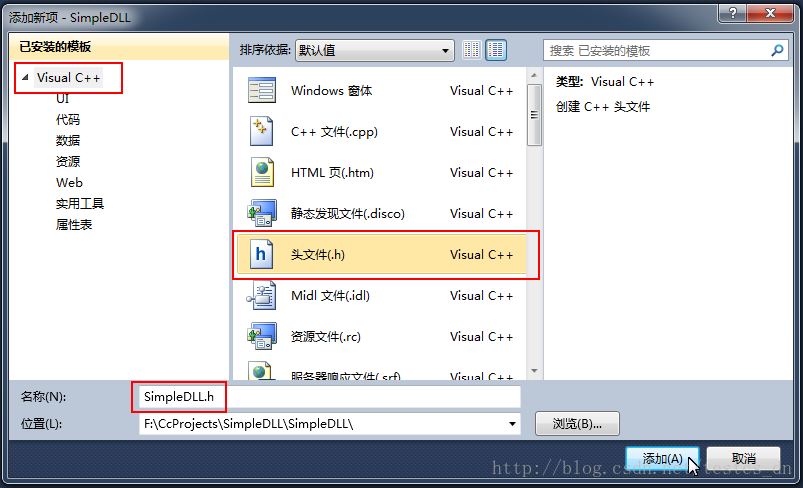 添加新项 - SimpleDLL
已安装的模板
Visual C++
UI
代码
数据
资源
Web
实用工具
属性表
排序依据: 默认值
搜索 已安装的模板
Windows 窗体 Visual C++
C++ 文件(.cpp) Visual C++
HTML 页(.htm) Visual C++
静态发现文件(.disco) Visual C++
头文件(.h) Visual C++
Midl 文件(.idl) Visual C++
资源文件(.rc) Visual C++
服务器响应文件(.srf) Visual C++
类型: Visual C++
创建 C++ 头文件
名称(N): SimpleDLL.h
位置(L): F:\CcProjects\SimpleDLL\SimpleDLL\
浏览(B)...
添加(A) 取消
http://blog.csdn.net/testcs_dn